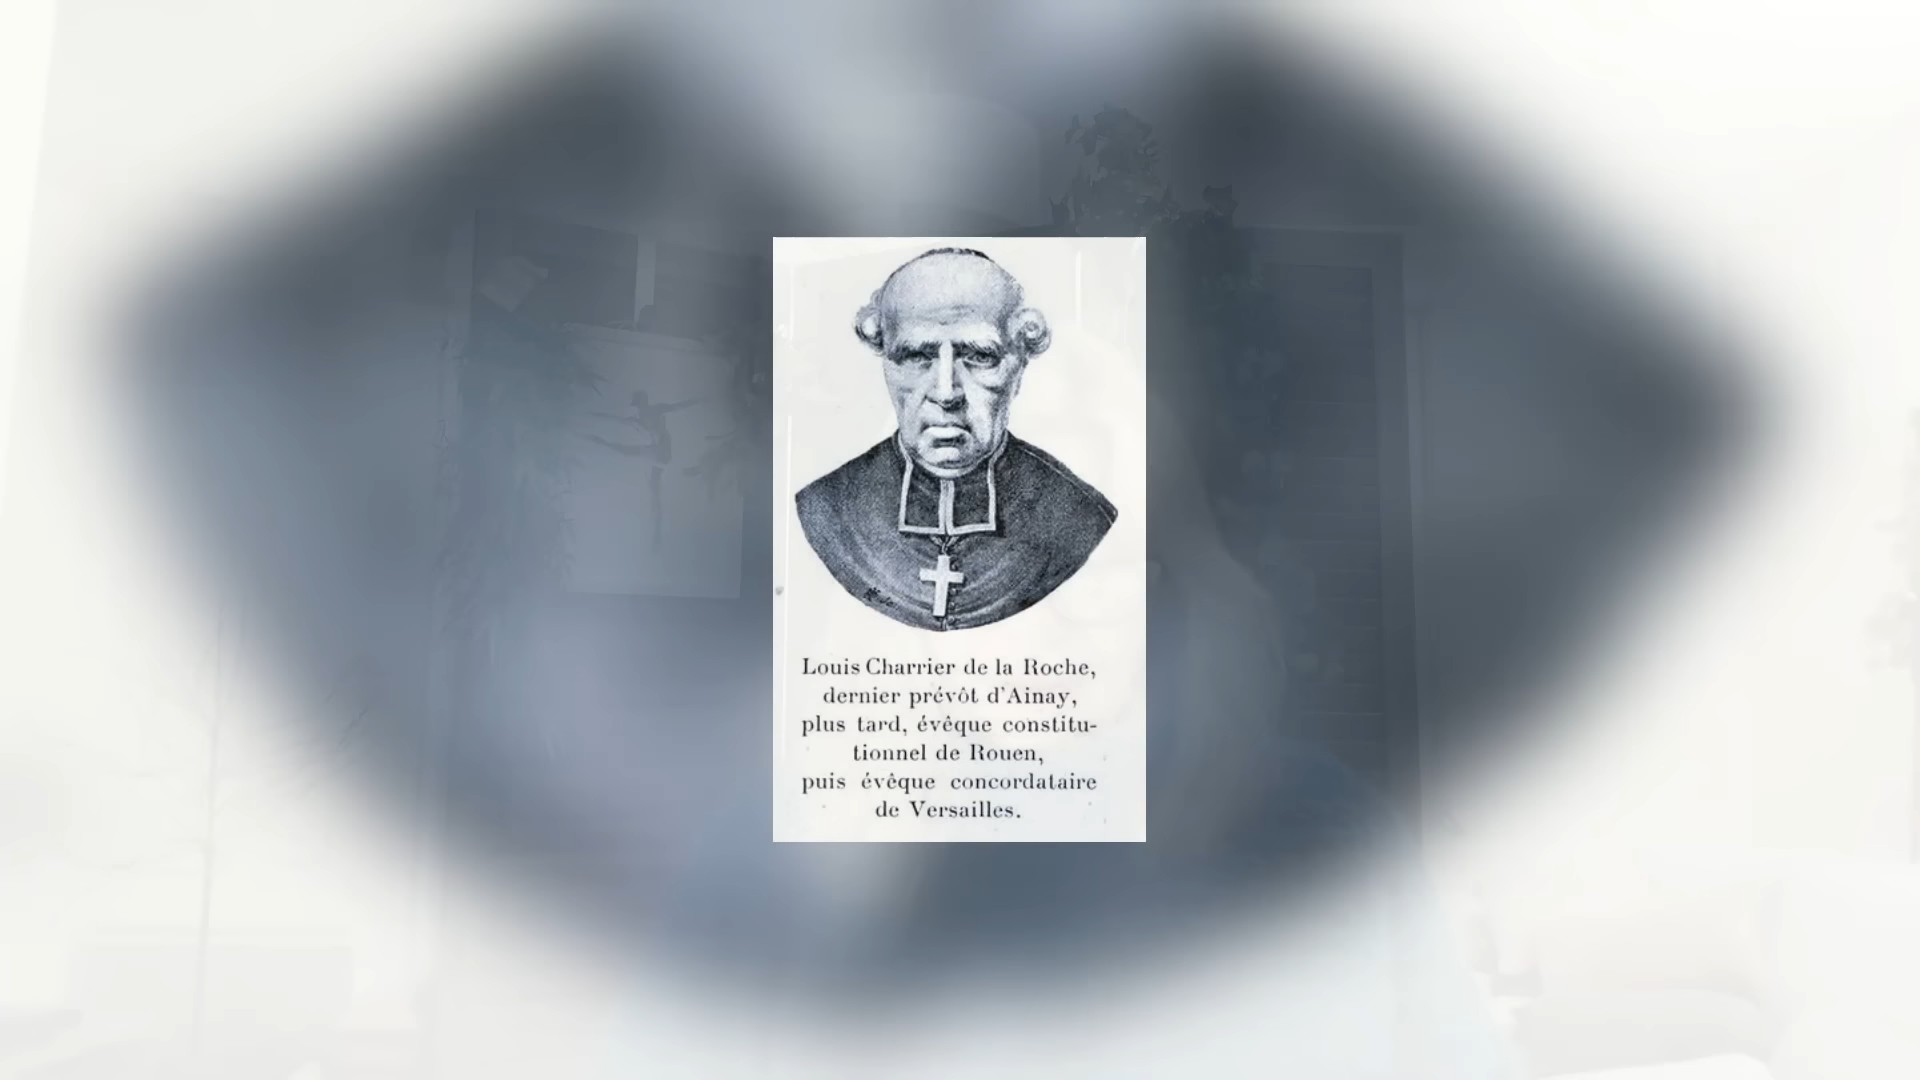 Louis Charrier de la Roche,
dernier prévôt d'Ainay,
plus tard, évêque constitu-
tionnel de Rouen,
puis évêque concordataire
de Versailles.